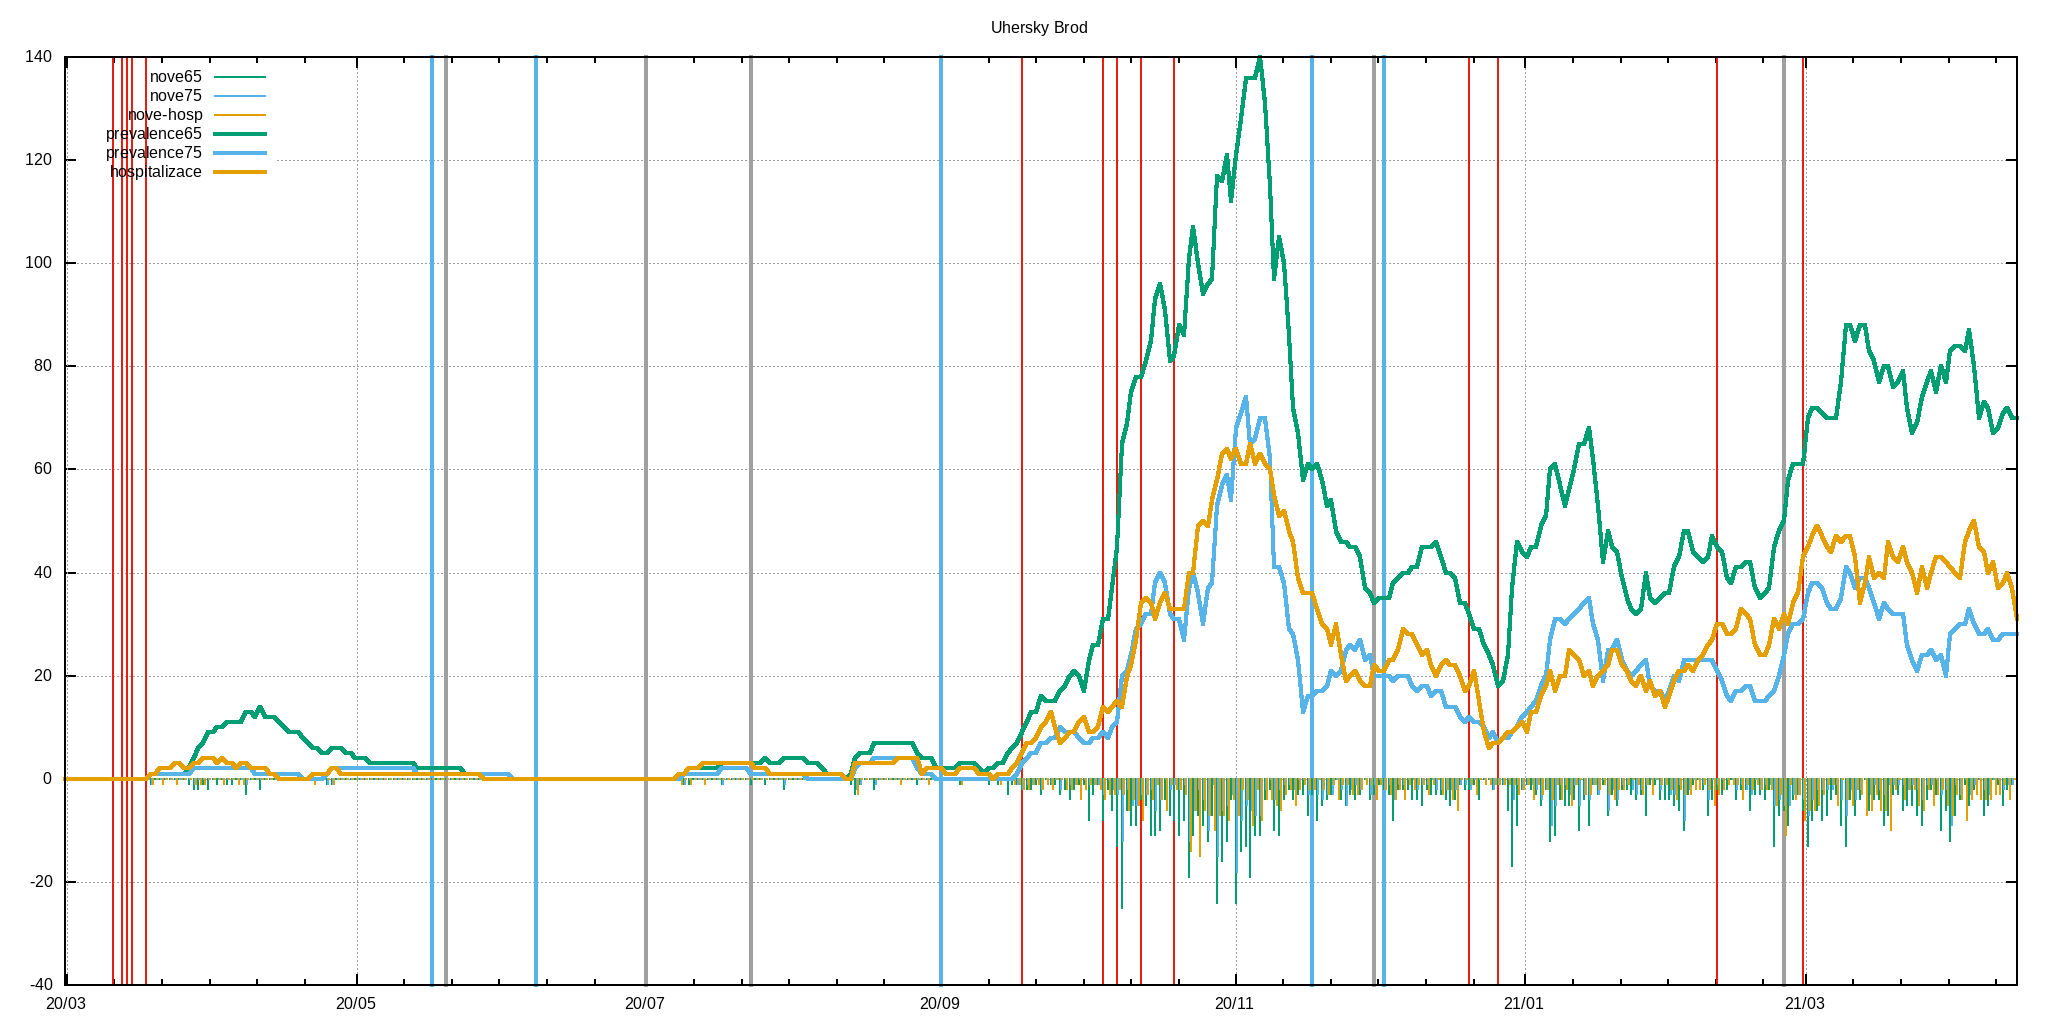 Uhersky Brod
140
120
100
80
60
40
20
0
-20
-40
nove65
nove75
nove-hosp
prevalence65
prevalence75
hospitalizace
20/03 20/05 20/07 20/09 20/11 21/01 21/03